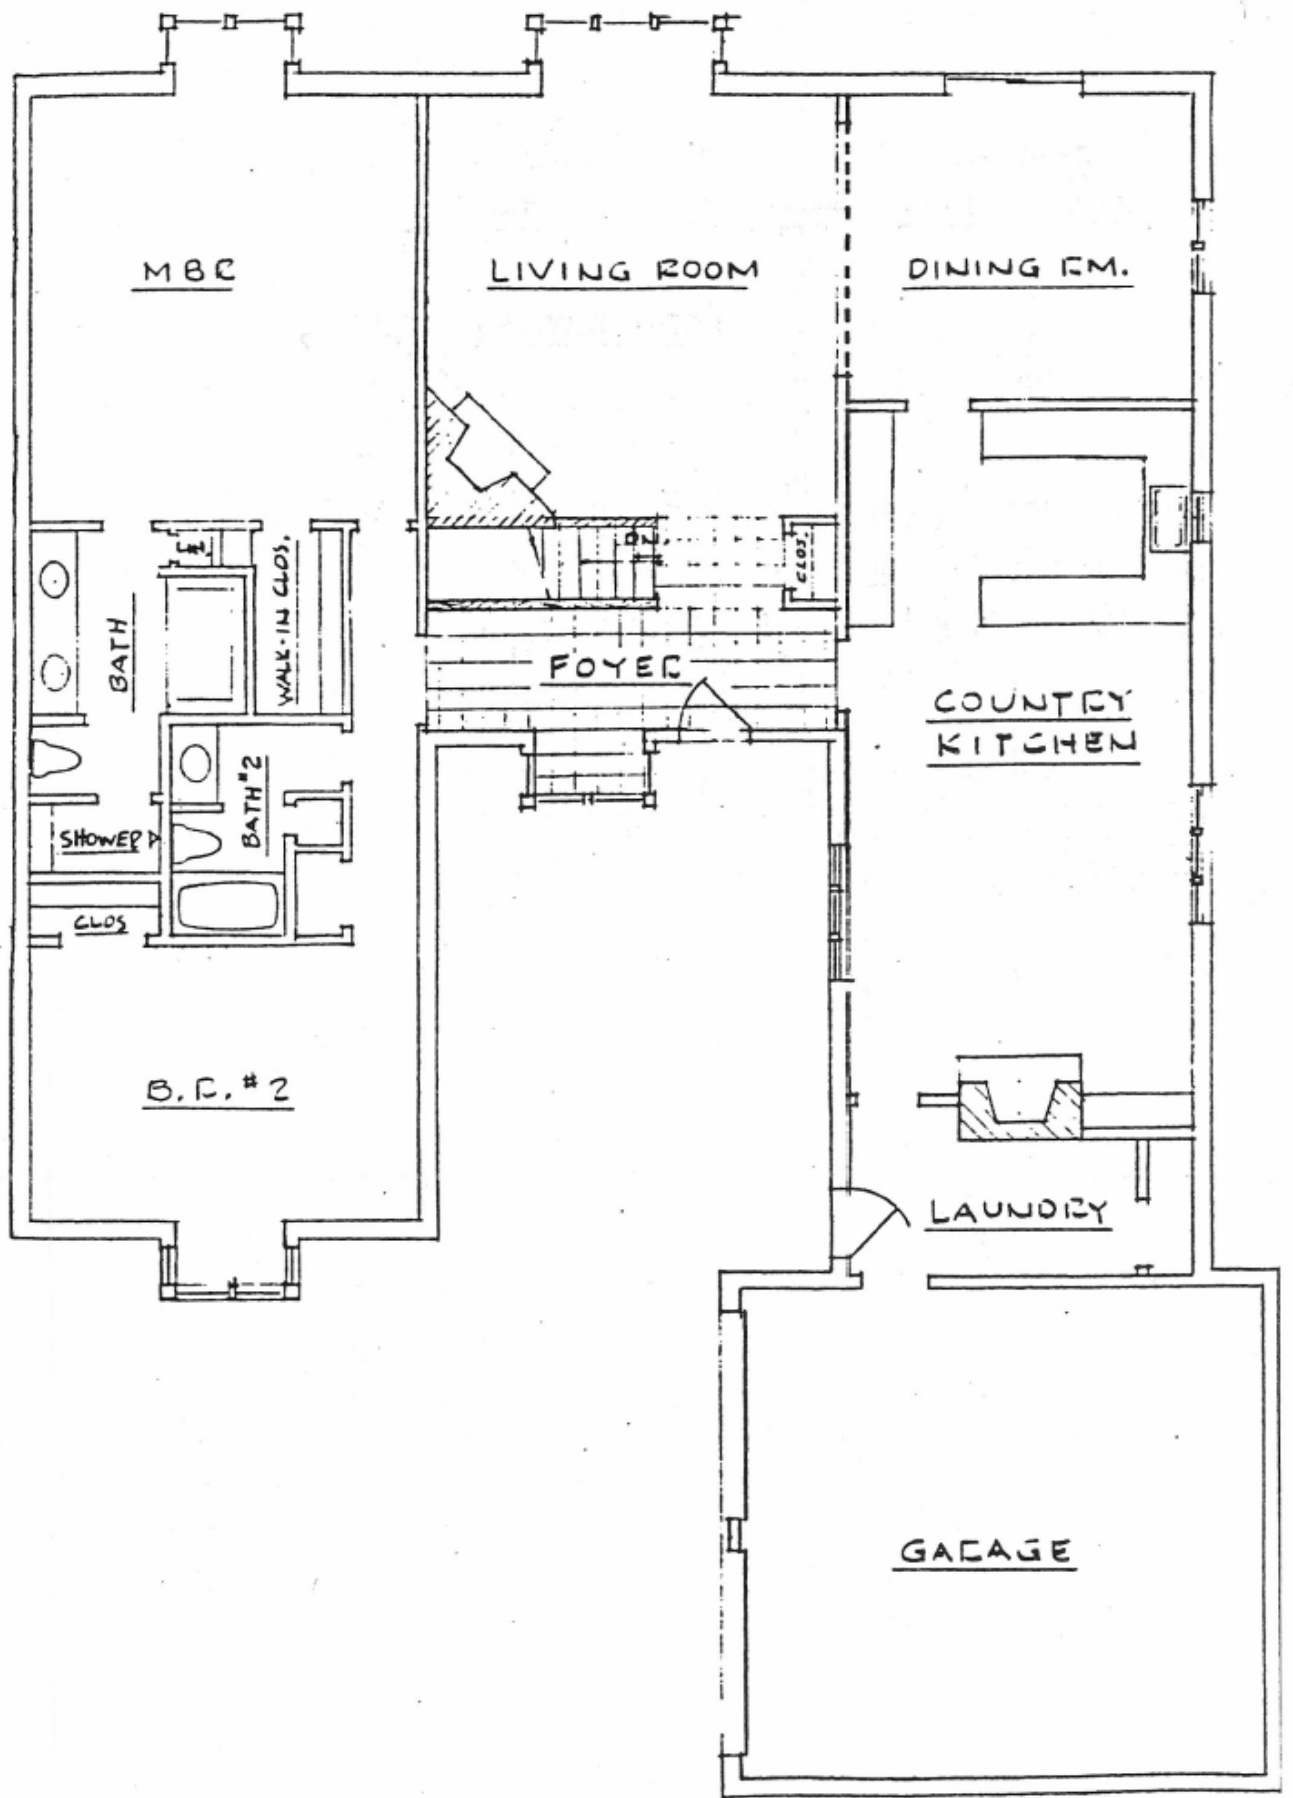 MBR
LIVING ROOM
DINING RM.
DN.
CLOS.
WALK-IN CLOS.
BATH
FOYER
COUNTRY
KITCHEN
BATH #2
SHOWER
CLOS
B.R. #2
LAUNDRY
GARAGE